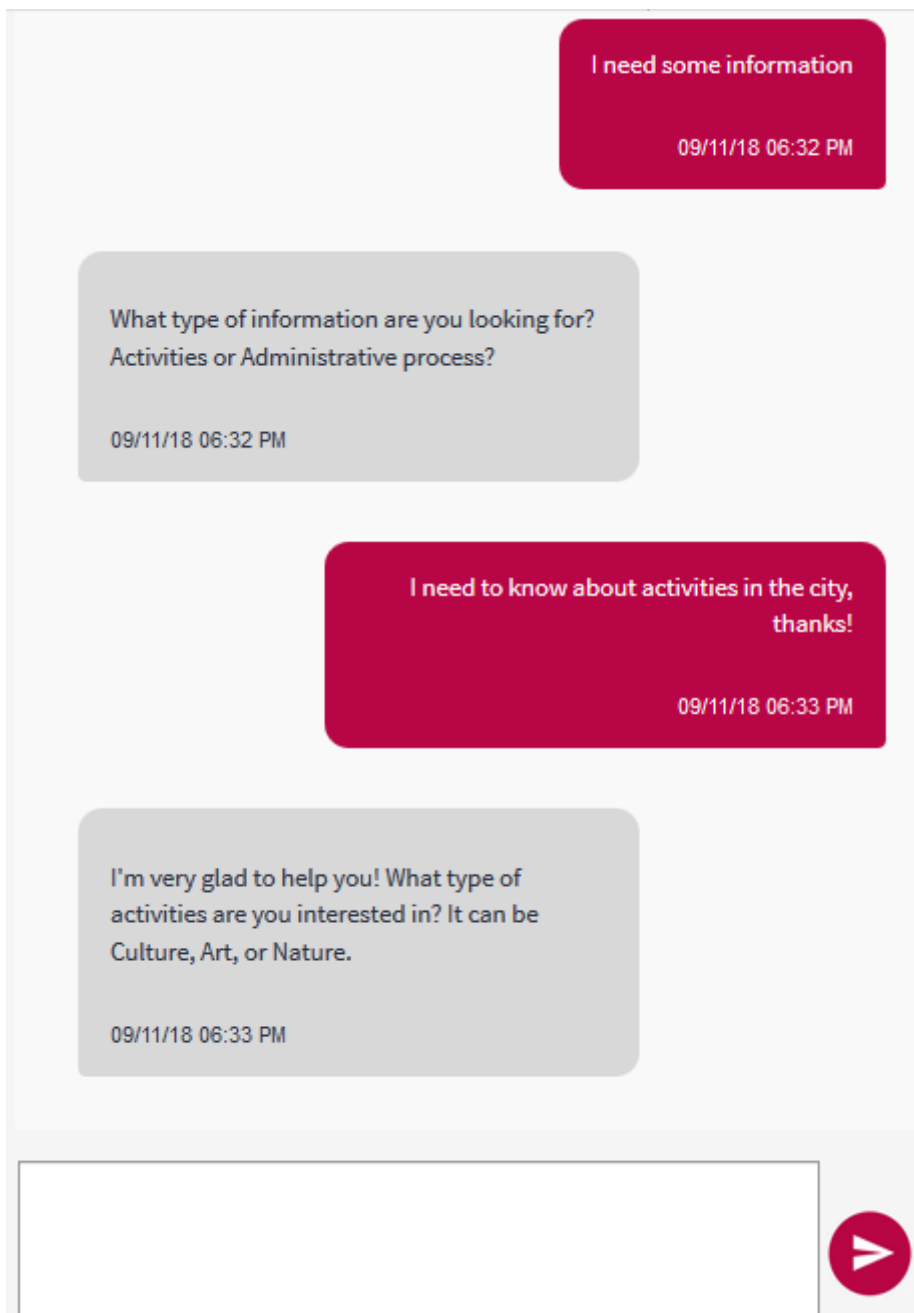 I need some information
09/11/18 06:32 PM
What type of information are you looking for?
Activities or Administrative process?
09/11/18 06:32 PM
I need to know about activities in the city,
thanks!
09/11/18 06:33 PM
I'm very glad to help you! What type of
activities are you interested in? It can be
Culture, Art, or Nature.
09/11/18 06:33 PM